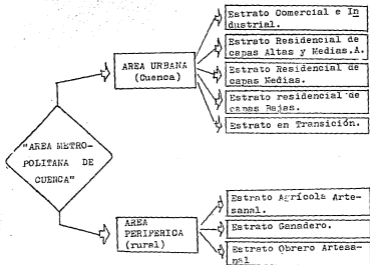 Estrato Comercial e In
dustrial.
Estrato Residencial de
capas Altas y Medias.A.
AREA URBANA
(Cuenca)
Estrato Residencial de
capas Medias.
Estrato residencial de
capas Bajas.
Estrato en Transición.
"AREA METRO-
POLITANA DE
CUENCA"
Estrato Agrícola Arte-
sanal.
AREA
PERIFERICA
(rural)
Estrato Ganadero.
Estrato Obrero Artesa-
nal